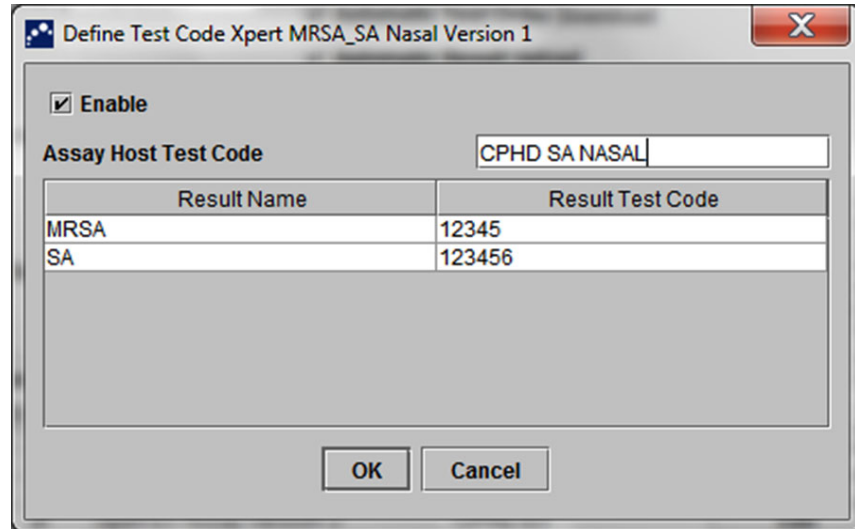 Define Test Code Xpert MRSA_SA Nasal Version 1
Enable
Assay Host Test Code CPHD SA NASAL
Result Name Result Test Code
MRSA 12345
SA 123456
OK Cancel